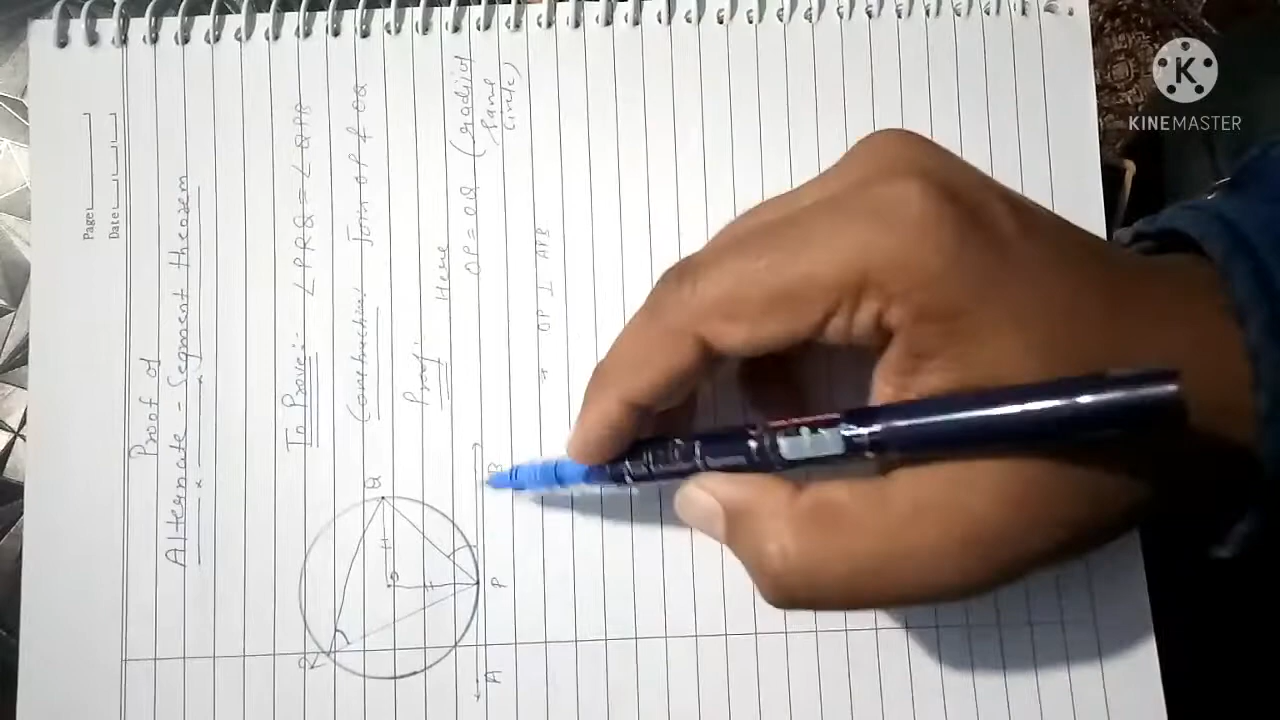 Page:
Date:
Proof of
Alternate - Segment theorem
To Prove:- ∠PRQ = ∠QPB
Construction: Join OP & OQ
Proof: Here
OP = OQ (radii of same circle)
→ OP ⊥ APB
R
Q
O
A
P
B
KINEMASTER